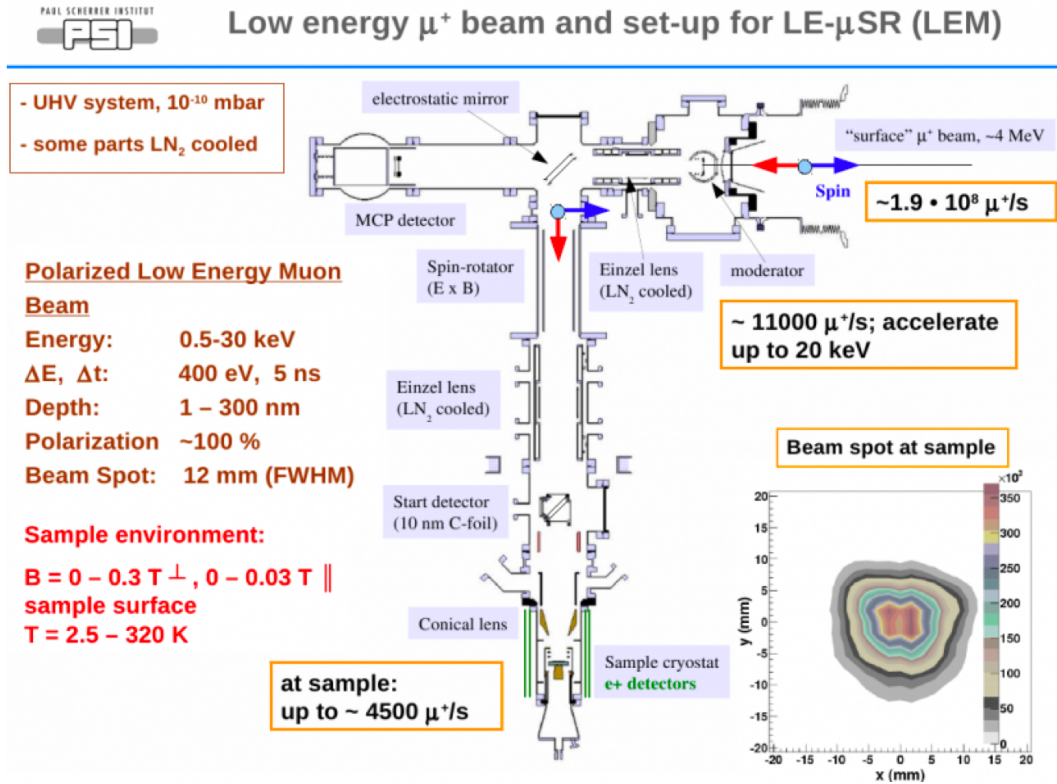 PAUL SCHERRER INSTITUT
PSI
Low energy μ⁺ beam and set-up for LE-μSR (LEM)
- UHV system, 10⁻¹⁰ mbar
- some parts LN₂ cooled
electrostatic mirror
“surface” μ⁺ beam, ~4 MeV
Spin
~1.9 • 10⁸ μ⁺/s
MCP detector
Spin-rotator
(E x B)
Einzel lens
(LN₂ cooled)
moderator
~ 11000 μ⁺/s; accelerate
up to 20 keV
Polarized Low Energy Muon
Beam
Energy: 0.5-30 keV
ΔE, Δt: 400 eV, 5 ns
Depth: 1 – 300 nm
Polarization ~100 %
Beam Spot: 12 mm (FWHM)
Einzel lens
(LN₂ cooled)
Start detector
(10 nm C-foil)
Sample environment:
B = 0 – 0.3 T ⊥ , 0 – 0.03 T ∥
sample surface
T = 2.5 – 320 K
Conical lens
Sample cryostat
e+ detectors
at sample:
up to ~ 4500 μ⁺/s
Beam spot at sample
×10²
350
300
250
200
150
100
50
0
y (mm)
20
15
10
5
0
-5
-10
-15
-20
-20 -15 -10 -5 0 5 10 15 20
x (mm)